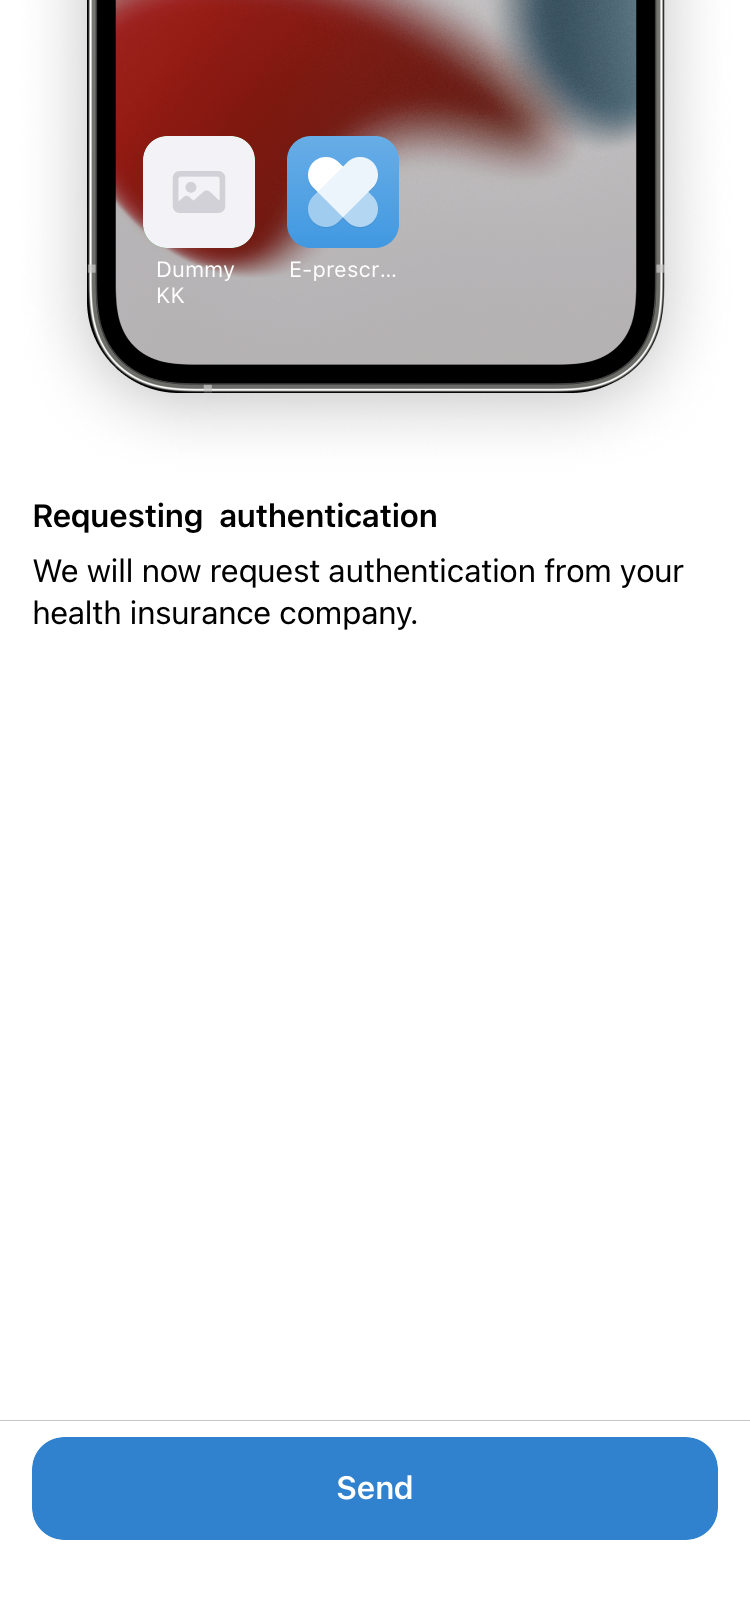 Dummy E-prescr...
KK
Requesting  authentication
We will now request authentication from your
health insurance company.
Send